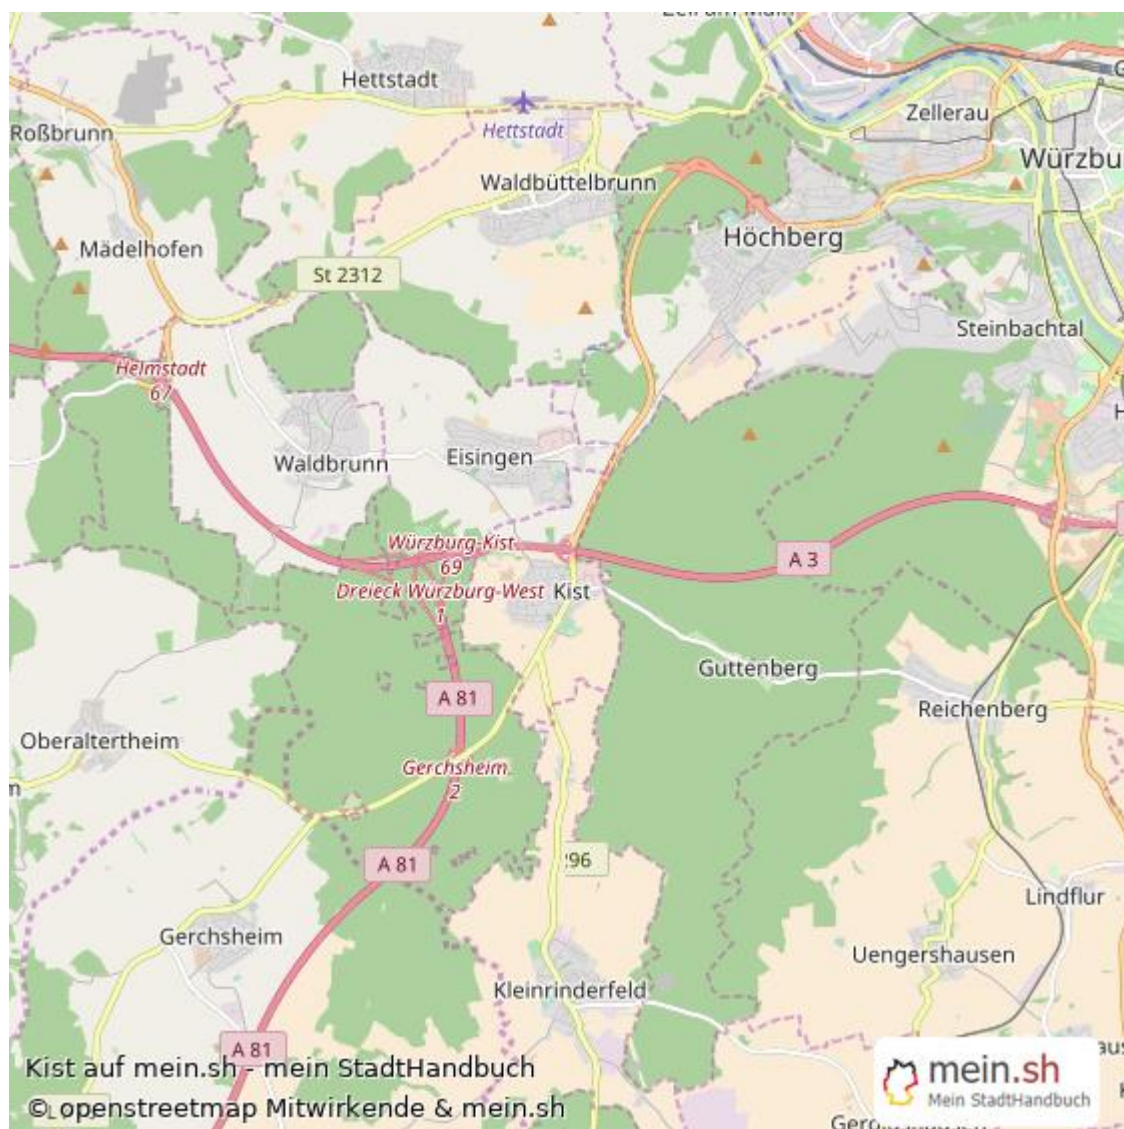 Hettstadt
Roßbrunn
Hettstadt
Zellerau
Waldbüttelbrunn
Mädelhofen
Höchberg
St 2312
Steinbachtal
Helmstadt
67
Waldbrunn
Eisingen
Würzburg-Kist
69
A 3
Dreieck Würzburg-West
1
Kist
Guttenberg
A 81
Reichenberg
Oberaltertheim
Gerchsheim
2
A 81
Lindflur
Gerchsheim
Uengershausen
Kleinrinderfeld
A 81
Kist auf mein.sh - mein StadtHandbuch
© openstreetmap Mitwirkende & mein.sh
mein.sh
Mein StadtHandbuch